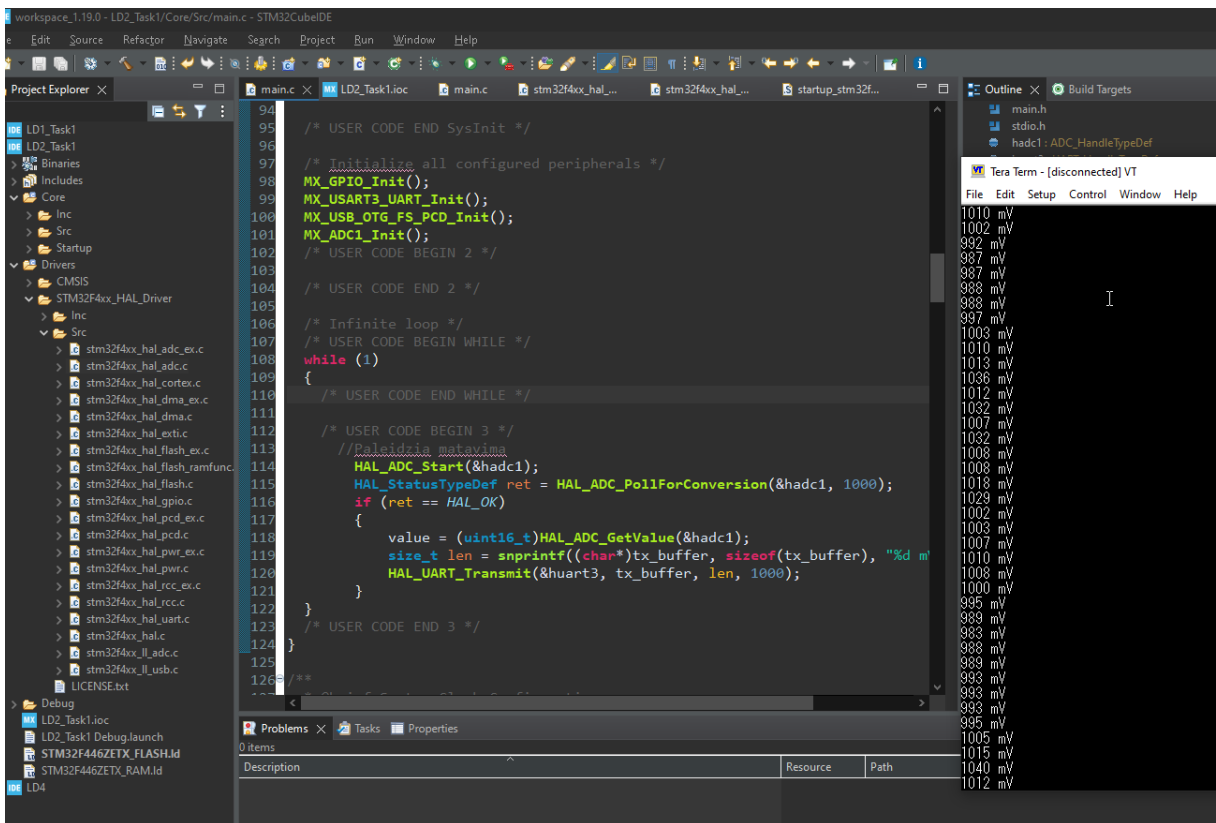 workspace_1.19.0 - LD2_Task1/Core/Src/main.c - STM32CubeIDE
Edit Source Refactor Navigate Search Project Run Window Help
Project Explorer
LD1_Task1
LD2_Task1
Binaries
Includes
Core
Inc
Src
Startup
Drivers
CMSIS
STM32F4xx_HAL_Driver
Inc
Src
stm32f4xx_hal_adc_ex.c
stm32f4xx_hal_adc.c
stm32f4xx_hal_cortex.c
stm32f4xx_hal_dma_ex.c
stm32f4xx_hal_dma.c
stm32f4xx_hal_exti.c
stm32f4xx_hal_flash_ex.c
stm32f4xx_hal_flash_ramfunc.
stm32f4xx_hal_flash.c
stm32f4xx_hal_gpio.c
stm32f4xx_hal_pcd_ex.c
stm32f4xx_hal_pcd.c
stm32f4xx_hal_pwr_ex.c
stm32f4xx_hal_pwr.c
stm32f4xx_hal_rcc_ex.c
stm32f4xx_hal_rcc.c
stm32f4xx_hal_uart.c
stm32f4xx_hal.c
stm32f4xx_ll_adc.c
stm32f4xx_ll_usb.c
LICENSE.txt
Debug
LD2_Task1.ioc
LD2_Task1 Debug.launch
STM32F446ZETX_FLASH.ld
STM32F446ZETX_RAM.ld
LD4
main.c LD2_Task1.ioc main.c stm32f4xx_hal_... stm32f4xx_hal_... startup_stm32f...
94
95 /* USER CODE END SysInit */
96
97 /* Initialize all configured peripherals */
98 MX_GPIO_Init();
99 MX_USART3_UART_Init();
100 MX_USB_OTG_FS_PCD_Init();
101 MX_ADC1_Init();
102 /* USER CODE BEGIN 2 */
103
104 /* USER CODE END 2 */
105
106 /* Infinite loop */
107 /* USER CODE BEGIN WHILE */
108 while (1)
109 {
110 /* USER CODE END WHILE */
111
112 /* USER CODE BEGIN 3 */
113 //Paleidzia matavima
114 HAL_ADC_Start(&hadc1);
115 HAL_StatusTypeDef ret = HAL_ADC_PollForConversion(&hadc1, 1000);
116 if (ret == HAL_OK)
117 {
118 value = (uint16_t)HAL_ADC_GetValue(&hadc1);
119 size_t len = snprintf((char*)tx_buffer, sizeof(tx_buffer), "%d m
120 HAL_UART_Transmit(&huart3, tx_buffer, len, 1000);
121 }
122 }
123 /* USER CODE END 3 */
124 }
125
126 /**
Problems Tasks Properties
0 items
Description Resource Path
Outline Build Targets
main.h
stdio.h
hadc1 : ADC_HandleTypeDef
VT Tera Term - [disconnected] VT
File Edit Setup Control Window Help
1010 mV
1002 mV
992 mV
987 mV
987 mV
988 mV
988 mV
997 mV
1003 mV
1010 mV
1013 mV
1036 mV
1012 mV
1032 mV
1007 mV
1032 mV
1008 mV
1008 mV
1018 mV
1029 mV
1002 mV
1003 mV
1007 mV
1010 mV
1008 mV
1000 mV
995 mV
989 mV
983 mV
988 mV
989 mV
993 mV
993 mV
993 mV
995 mV
1005 mV
1015 mV
1040 mV
1012 mV